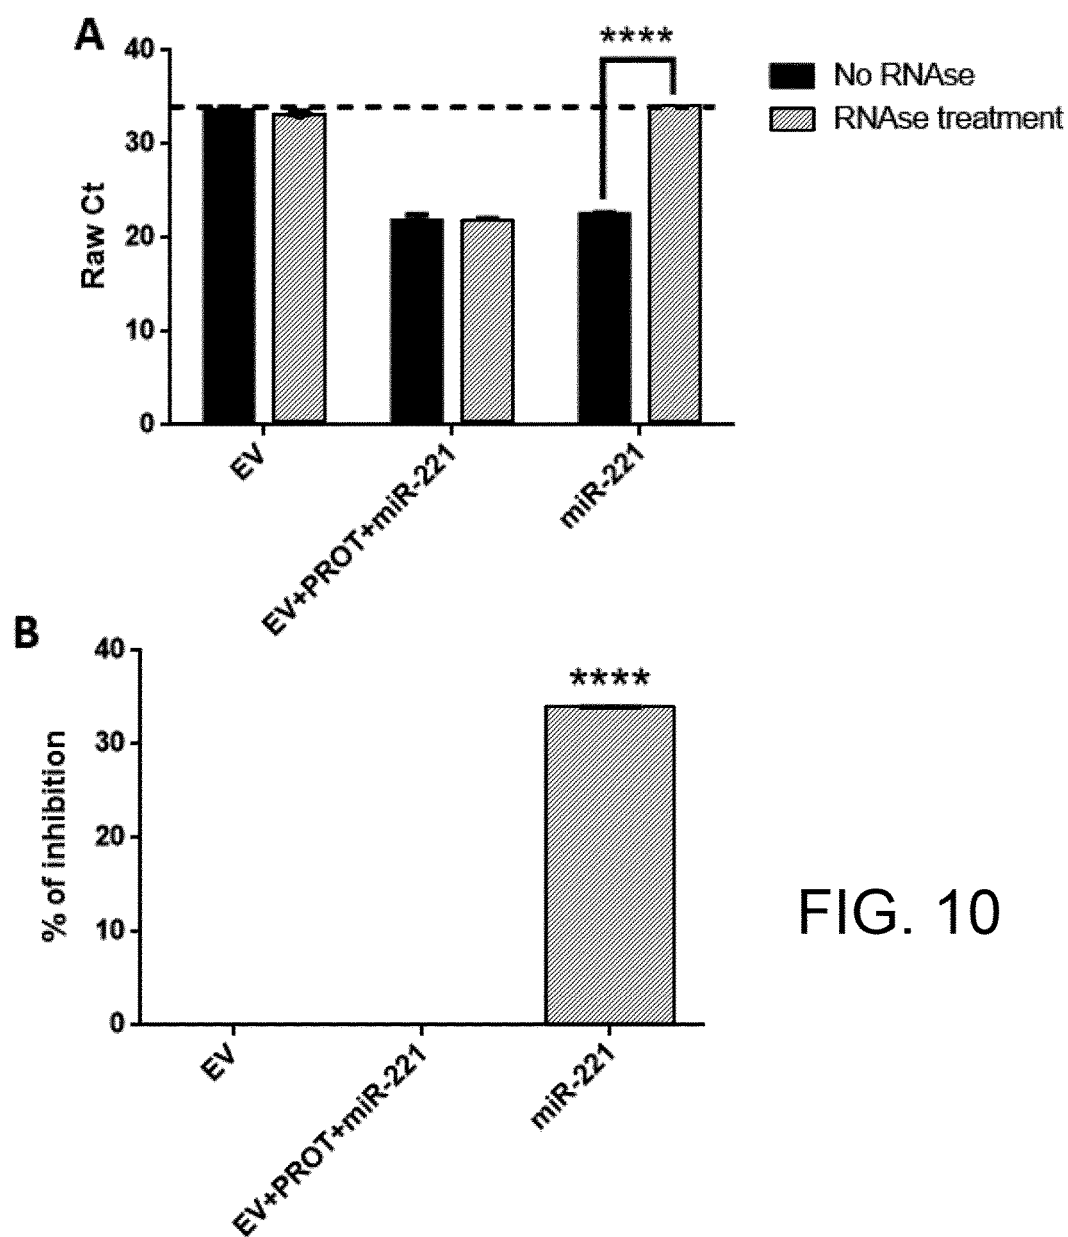 A
****
40
30
20
10
0
Raw Ct
No RNAse
RNAse treatment
EV
EV+PROT+miR-221
miR-221
B
****
40
30
20
10
0
% of inhibition
EV
EV+PROT+miR-221
miR-221
FIG. 10